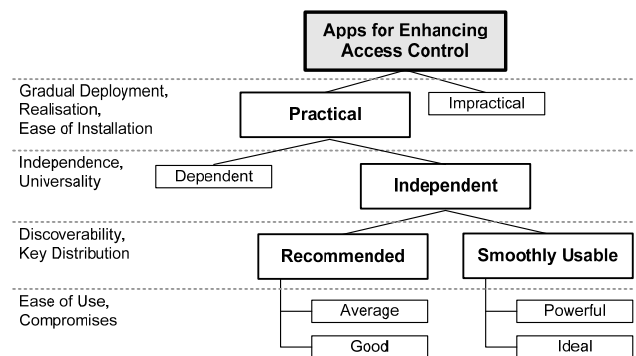 Apps for Enhancing
Access Control
Gradual Deployment,
Realisation,
Ease of Installation
Practical
Impractical
Independence,
Universality
Dependent
Independent
Discoverability,
Key Distribution
Recommended
Smoothly Usable
Ease of Use,
Compromises
Average
Powerful
Good
Ideal